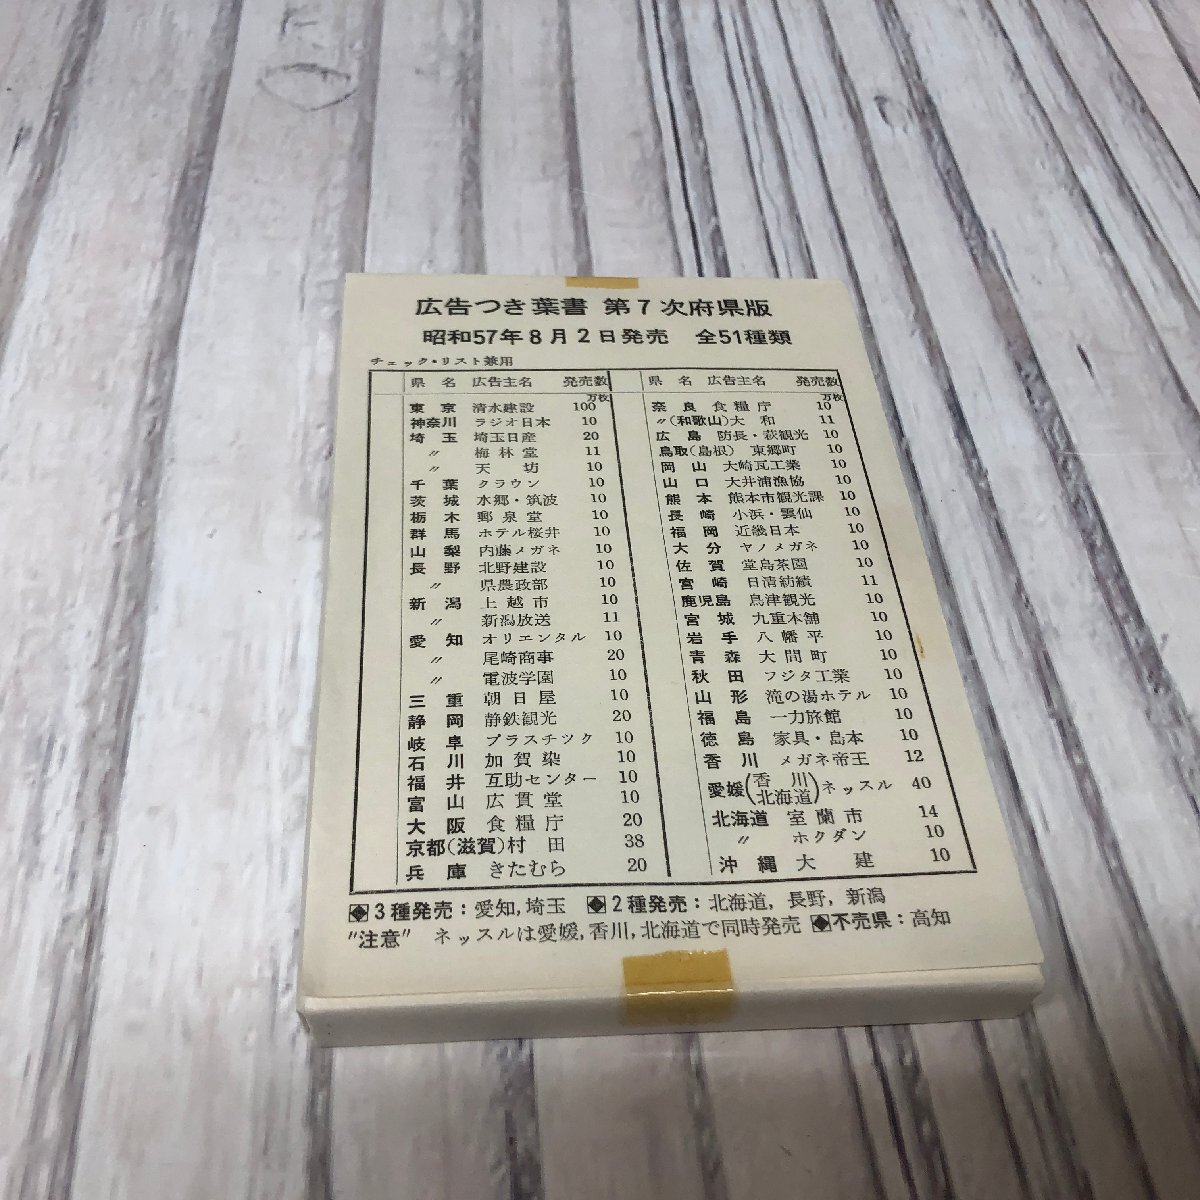 広告つき葉書 第7次府県版
昭和57年8月2日発売 全51種類
チェック・リスト兼用
県名 広告主名 発売数
万枚
東京 清水建設 100
神奈川 ラジオ日本 10
埼玉 埼玉日産 20
〃 梅林堂 11
〃 天坊 10
千葉 クラウン 10
茨城 水郷・筑波 10
栃木 郵泉堂 10
群馬 ホテル桜井 10
山梨 内藤メガネ 10
長野 北野建設 10
〃 県農政部 10
新潟 上越市 10
〃 新潟放送 11
愛知 オリエンタル 10
〃 尾崎商事 20
〃 電波学園 10
三重 朝日屋 10
静岡 静鉄観光 20
岐阜 プラスチック 10
石川 加賀染 10
福井 互助センター 10
富山 広貫堂 10
大阪 食糧庁 20
京都(滋賀)村田 38
兵庫 きたむら 20
県名 広告主名 発売数
万枚
奈良 食糧庁 10
〃(和歌山)大和 11
広島 防長・萩観光 10
鳥取(島根) 東郷町 10
岡山 大崎瓦工業 10
山口 大井浦漁協 10
熊本 熊本市観光課 10
長崎 小浜・雲仙 10
福岡 近畿日本 10
大分 ヤノメガネ 10
佐賀 堂島茶園 10
宮崎 日清紡績 11
鹿児島 島津観光 10
宮城 九重本舗 10
岩手 八幡平 10
青森 大間町 10
秋田 フジタ工業 10
山形 滝の湯ホテル 10
福島 一力旅館 10
徳島 家具・島本 10
香川 メガネ帝王 12
愛媛(香川 北海道)ネッスル 40
北海道 室蘭市 14
〃 ホクダン 10
沖縄 大建 10
◈3種発売:愛知,埼玉 ◈2種発売:北海道,長野,新潟
"注意" ネッスルは愛媛,香川,北海道で同時発売 ◈不売県:高知